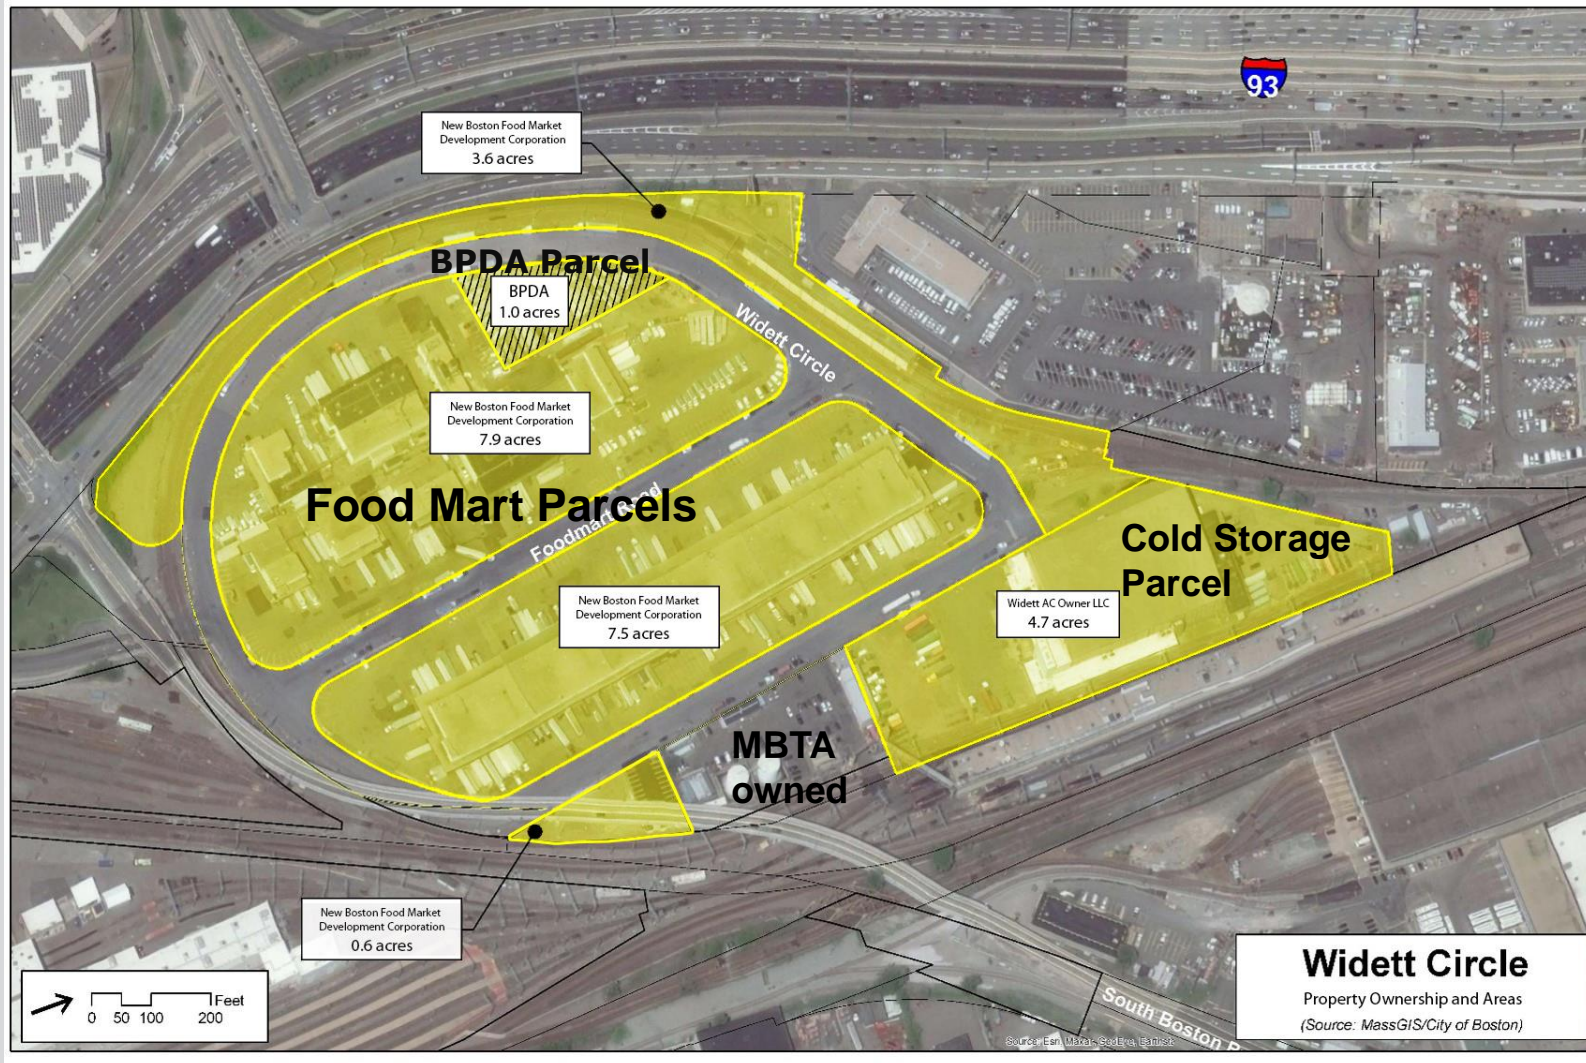 93
New Boston Food Market
Development Corporation
3.6 acres
BPDA Parcel
BPDA
1.0 acres
Widett Circle
New Boston Food Market
Development Corporation
7.9 acres
Food Mart Parcels
Foodmart Road
Cold Storage
Parcel
New Boston Food Market
Development Corporation
7.5 acres
Widett AC Owner LLC
4.7 acres
MBTA
owned
New Boston Food Market
Development Corporation
0.6 acres
Feet
0 50 100 200
South Boston
Widett Circle
Property Ownership and Areas
(Source: MassGIS/City of Boston)
Source: Esri, Maxar, GeoEye,